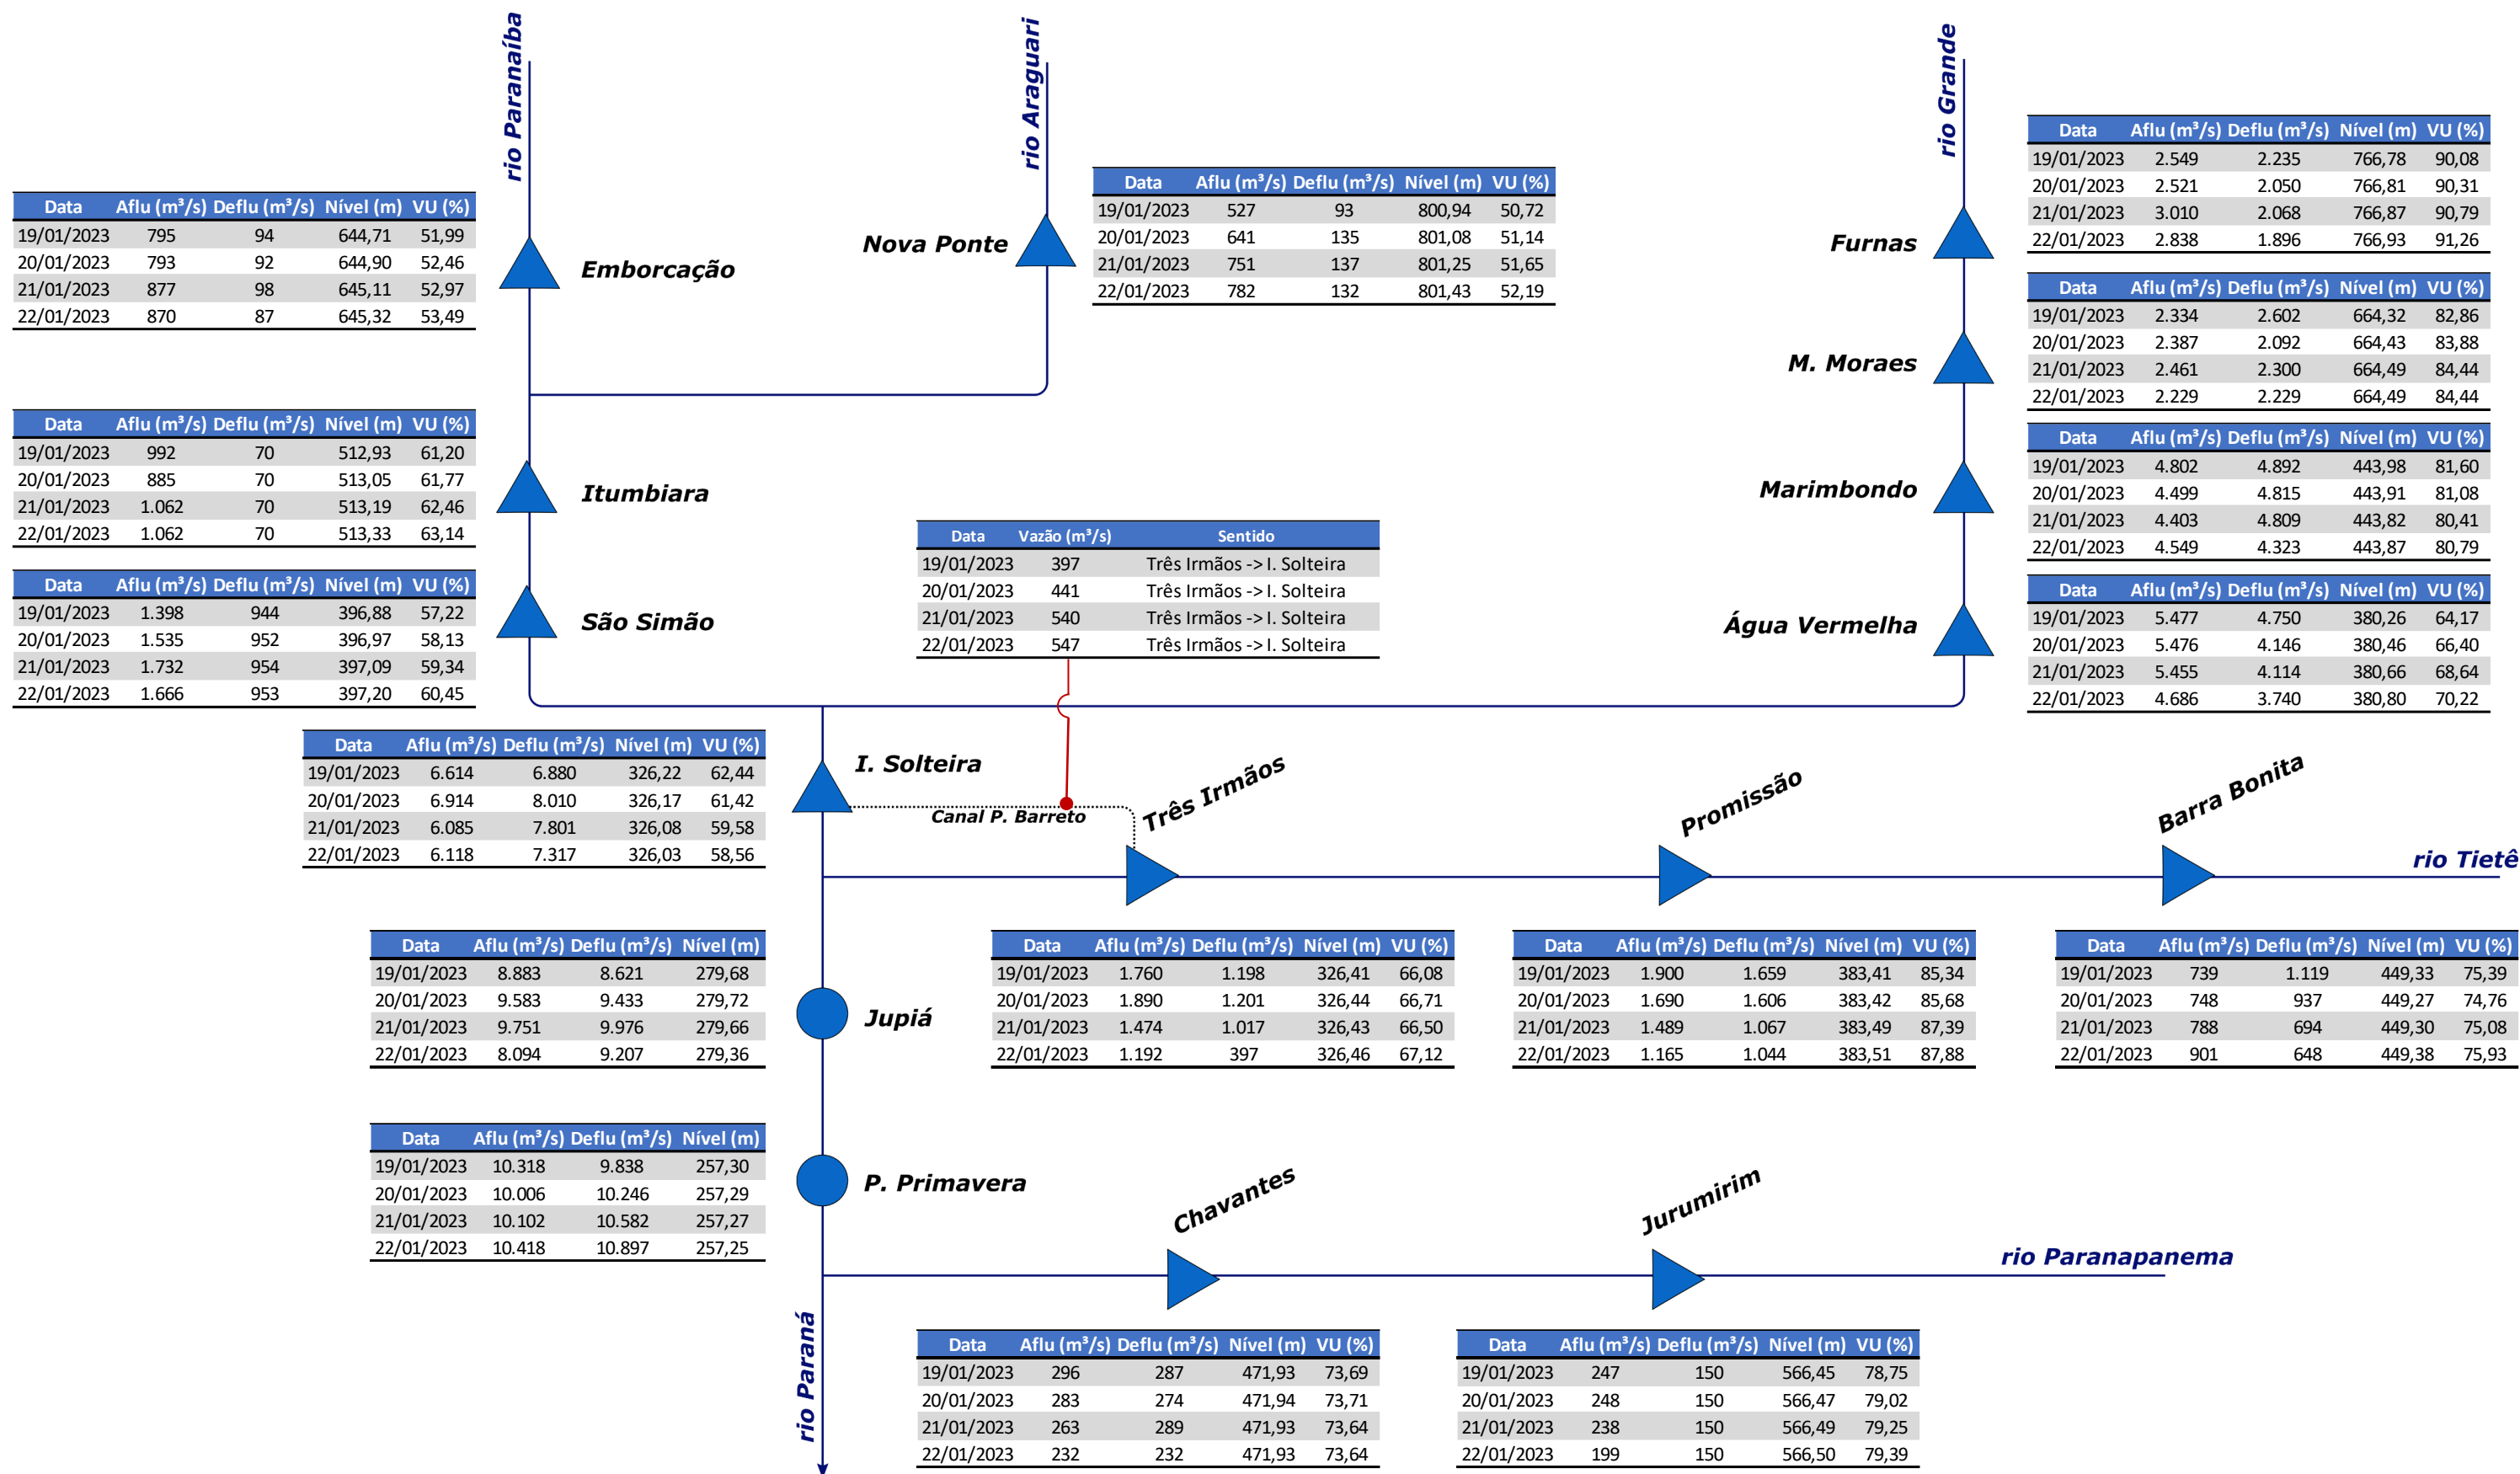 rio Paranaíba
rio Araguari
rio Grande
Data Aflu (m³/s) Deflu (m³/s) Nível (m) VU (%)
19/01/2023 2.549 2.235 766,78 90,08
20/01/2023 2.521 2.050 766,81 90,31
21/01/2023 3.010 2.068 766,87 90,79
22/01/2023 2.838 1.896 766,93 91,26
Furnas
Data Aflu (m³/s) Deflu (m³/s) Nível (m) VU (%)
19/01/2023 527 93 800,94 50,72
20/01/2023 641 135 801,08 51,14
21/01/2023 751 137 801,25 51,65
22/01/2023 782 132 801,43 52,19
Nova Ponte
Data Aflu (m³/s) Deflu (m³/s) Nível (m) VU (%)
19/01/2023 795 94 644,71 51,99
20/01/2023 793 92 644,90 52,46
21/01/2023 877 98 645,11 52,97
22/01/2023 870 87 645,32 53,49
Emborcação
Data Aflu (m³/s) Deflu (m³/s) Nível (m) VU (%)
19/01/2023 2.334 2.602 664,32 82,86
20/01/2023 2.387 2.092 664,43 83,88
21/01/2023 2.461 2.300 664,49 84,44
22/01/2023 2.229 2.229 664,49 84,44
M. Moraes
Data Aflu (m³/s) Deflu (m³/s) Nível (m) VU (%)
19/01/2023 992 70 512,93 61,20
20/01/2023 885 70 513,05 61,77
21/01/2023 1.062 70 513,19 62,46
22/01/2023 1.062 70 513,33 63,14
Itumbiara
Data Aflu (m³/s) Deflu (m³/s) Nível (m) VU (%)
19/01/2023 4.802 4.892 443,98 81,60
20/01/2023 4.499 4.815 443,91 81,08
21/01/2023 4.403 4.809 443,82 80,41
22/01/2023 4.549 4.323 443,87 80,79
Marimbondo
Data Vazão (m³/s) Sentido
19/01/2023 397 Três Irmãos -> I. Solteira
20/01/2023 441 Três Irmãos -> I. Solteira
21/01/2023 540 Três Irmãos -> I. Solteira
22/01/2023 547 Três Irmãos -> I. Solteira
Data Aflu (m³/s) Deflu (m³/s) Nível (m) VU (%)
19/01/2023 1.398 944 396,88 57,22
20/01/2023 1.535 952 396,97 58,13
21/01/2023 1.732 954 397,09 59,34
22/01/2023 1.666 953 397,20 60,45
São Simão
Data Aflu (m³/s) Deflu (m³/s) Nível (m) VU (%)
19/01/2023 5.477 4.750 380,26 64,17
20/01/2023 5.476 4.146 380,46 66,40
21/01/2023 5.455 4.114 380,66 68,64
22/01/2023 4.686 3.740 380,80 70,22
Água Vermelha
Data Aflu (m³/s) Deflu (m³/s) Nível (m) VU (%)
19/01/2023 6.614 6.880 326,22 62,44
20/01/2023 6.914 8.010 326,17 61,42
21/01/2023 6.085 7.801 326,08 59,58
22/01/2023 6.118 7.317 326,03 58,56
I. Solteira
Canal P. Barreto
Três Irmãos
Promissão
Barra Bonita
rio Tietê
Data Aflu (m³/s) Deflu (m³/s) Nível (m)
19/01/2023 8.883 8.621 279,68
20/01/2023 9.583 9.433 279,72
21/01/2023 9.751 9.976 279,66
22/01/2023 8.094 9.207 279,36
Jupiá
Data Aflu (m³/s) Deflu (m³/s) Nível (m) VU (%)
19/01/2023 1.760 1.198 326,41 66,08
20/01/2023 1.890 1.201 326,44 66,71
21/01/2023 1.474 1.017 326,43 66,50
22/01/2023 1.192 397 326,46 67,12
Data Aflu (m³/s) Deflu (m³/s) Nível (m) VU (%)
19/01/2023 1.900 1.659 383,41 85,34
20/01/2023 1.690 1.606 383,42 85,68
21/01/2023 1.489 1.067 383,49 87,39
22/01/2023 1.165 1.044 383,51 87,88
Data Aflu (m³/s) Deflu (m³/s) Nível (m) VU (%)
19/01/2023 739 1.119 449,33 75,39
20/01/2023 748 937 449,27 74,76
21/01/2023 788 694 449,30 75,08
22/01/2023 901 648 449,38 75,93
Data Aflu (m³/s) Deflu (m³/s) Nível (m)
19/01/2023 10.318 9.838 257,30
20/01/2023 10.006 10.246 257,29
21/01/2023 10.102 10.582 257,27
22/01/2023 10.418 10.897 257,25
P. Primavera
Chavantes
Jurumirim
rio Paranapanema
rio Paraná
Data Aflu (m³/s) Deflu (m³/s) Nível (m) VU (%)
19/01/2023 296 287 471,93 73,69
20/01/2023 283 274 471,94 73,71
21/01/2023 263 289 471,93 73,64
22/01/2023 232 232 471,93 73,64
Data Aflu (m³/s) Deflu (m³/s) Nível (m) VU (%)
19/01/2023 247 150 566,45 78,75
20/01/2023 248 150 566,47 79,02
21/01/2023 238 150 566,49 79,25
22/01/2023 199 150 566,50 79,39